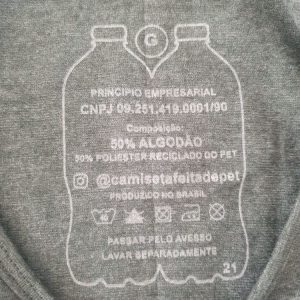 G
PRINCIPIO EMPRESARIAL
CNPJ 09.251.419.0001/90
Composição:
50% ALGODÃO
50% POLIESTER RECICLADO DO PET
@camisetafeitadepet
PRODUZIDO NO BRASIL
PASSAR PELO AVESSO
LAVAR SEPARADAMENTE
21